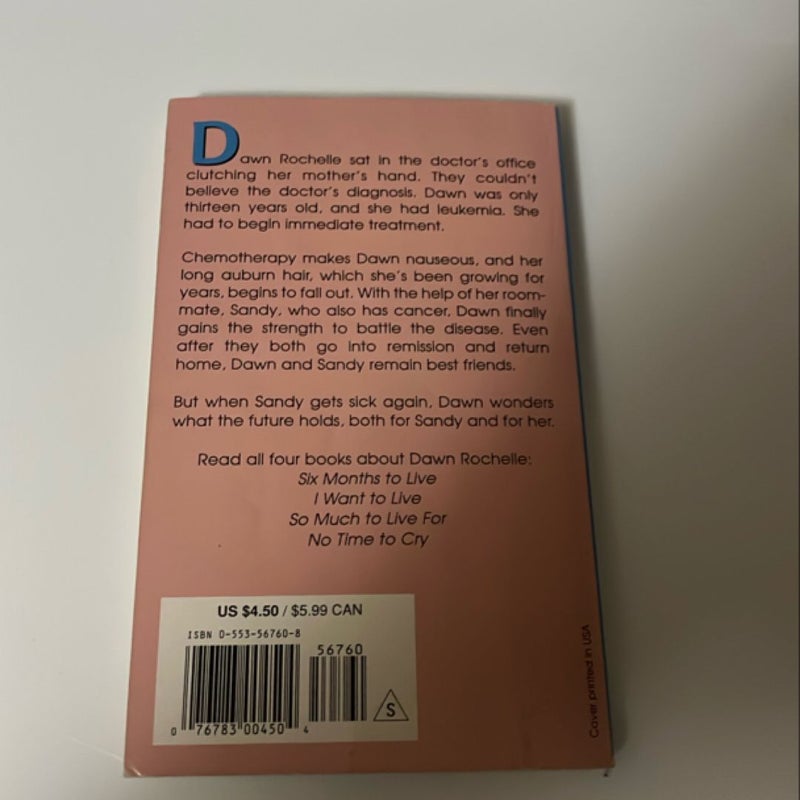 Dawn Rochelle sat in the doctor's office
clutching her mother's hand. They couldn't
believe the doctor's diagnosis. Dawn was only
thirteen years old, and she had leukemia. She
had to begin immediate treatment.
Chemotherapy makes Dawn nauseous, and her
long auburn hair, which she's been growing for
years, begins to fall out. With the help of her room-
mate, Sandy, who also has cancer, Dawn finally
gains the strength to battle the disease. Even
after they both go into remission and return
home, Dawn and Sandy remain best friends.
But when Sandy gets sick again, Dawn wonders
what the future holds, both for Sandy and for her.
Read all four books about Dawn Rochelle:
Six Months to Live
I Want to Live
So Much to Live For
No Time to Cry
US $4.50 / $5.99 CAN
ISBN 0-553-56760-8
56760
0 76783 00450 4
S
Cover printed in USA